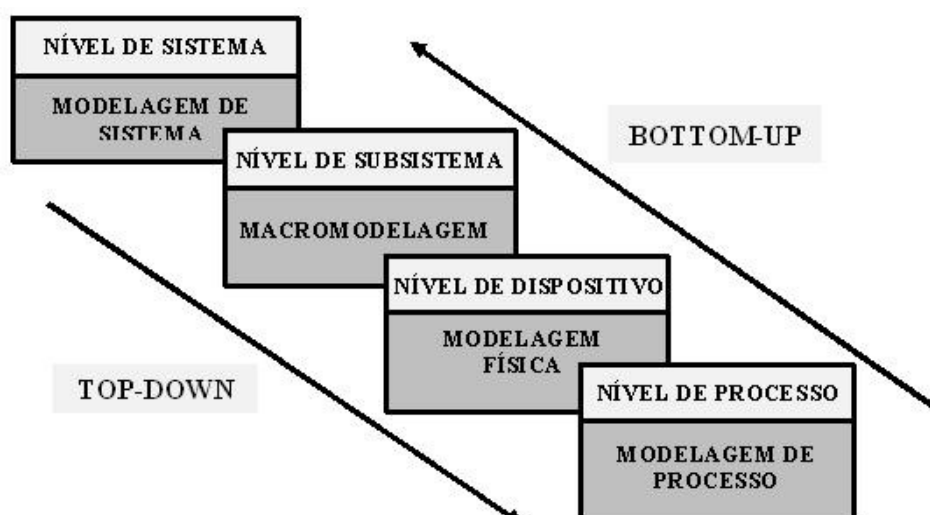 NÍVEL DE SISTEMA
MODELAGEM DE
SISTEMA
BOTTOM-UP
NÍVEL DE SUBSISTEMA
MACROMODELAGEM
NÍVEL DE DISPOSITIVO
MODELAGEM
FÍSICA
TOP-DOWN
NÍVEL DE PROCESSO
MODELAGEM DE
PROCESSO